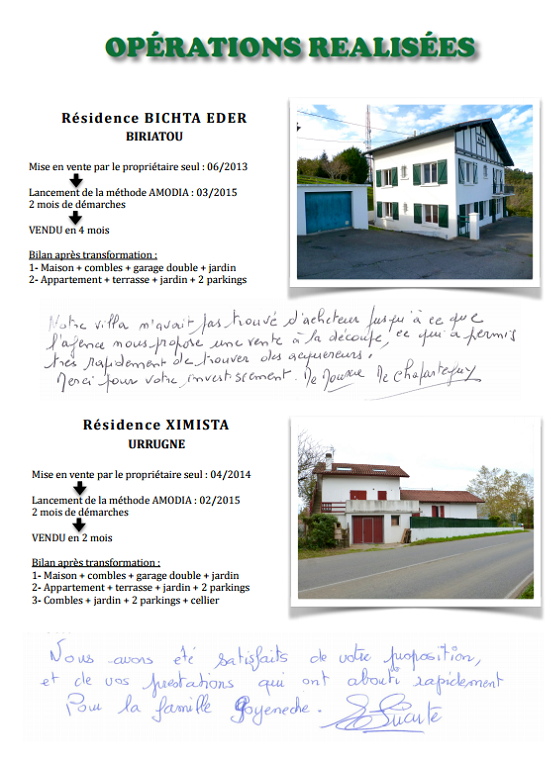 OPÉRATIONS REALISÉES
Résidence BICHTA EDER
BIRIATOU
Mise en vente par le propriétaire seul : 06/2013
Lancement de la méthode AMODIA : 03/2015
2 mois de démarches
VENDU en 4 mois
Bilan après transformation :
1- Maison + combles + garage double + jardin
2- Appartement + terrasse + jardin + 2 parkings
Notre villa n'avait pas trouvé d'acheteur jusqu'à ce que
l'agence nous propose une vente à la découpe, ce qui a permis
très rapidement de trouver des acquereurs.
Merci pour votre investissement.
Résidence XIMISTA
URRUGNE
Mise en vente par le propriétaire seul : 04/2014
Lancement de la méthode AMODIA : 02/2015
2 mois de démarches
VENDU en 2 mois
Bilan après transformation :
1- Maison + combles + garage double + jardin
2- Appartement + terrasse + jardin + 2 parkings
3- Combles + jardin + 2 parkings + cellier
Nous avons été satisfaits de votre proposition,
et de vos prestations qui ont abouti rapidement
Pour la famille Goyeneche.